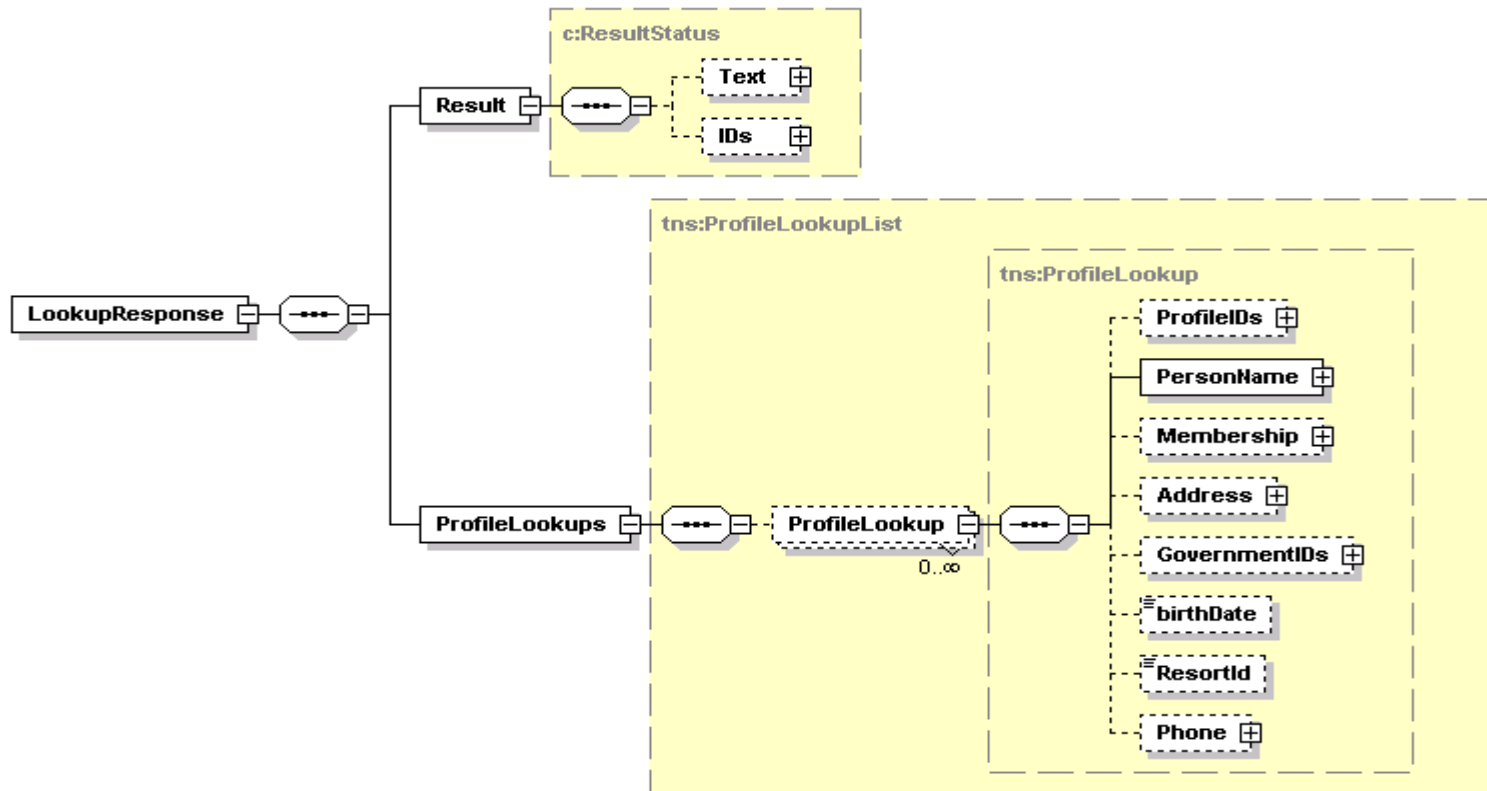 c:ResultStatus
Text
Result
IDs
tns:ProfileLookupList
tns:ProfileLookup
LookupResponse
ProfileIDs
PersonName
Membership
Address
ProfileLookups
ProfileLookup
0..∞
GovernmentIDs
birthDate
ResortId
Phone